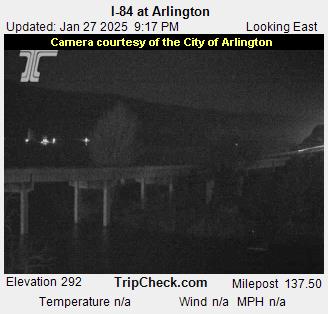 I-84 at Arlington
Updated: Jan 27 2025 9:17 PM Looking East
Camera courtesy of the City of Arlington
Elevation 292 TripCheck.com Milepost 137.50
Temperature n/a Wind n/a MPH n/a